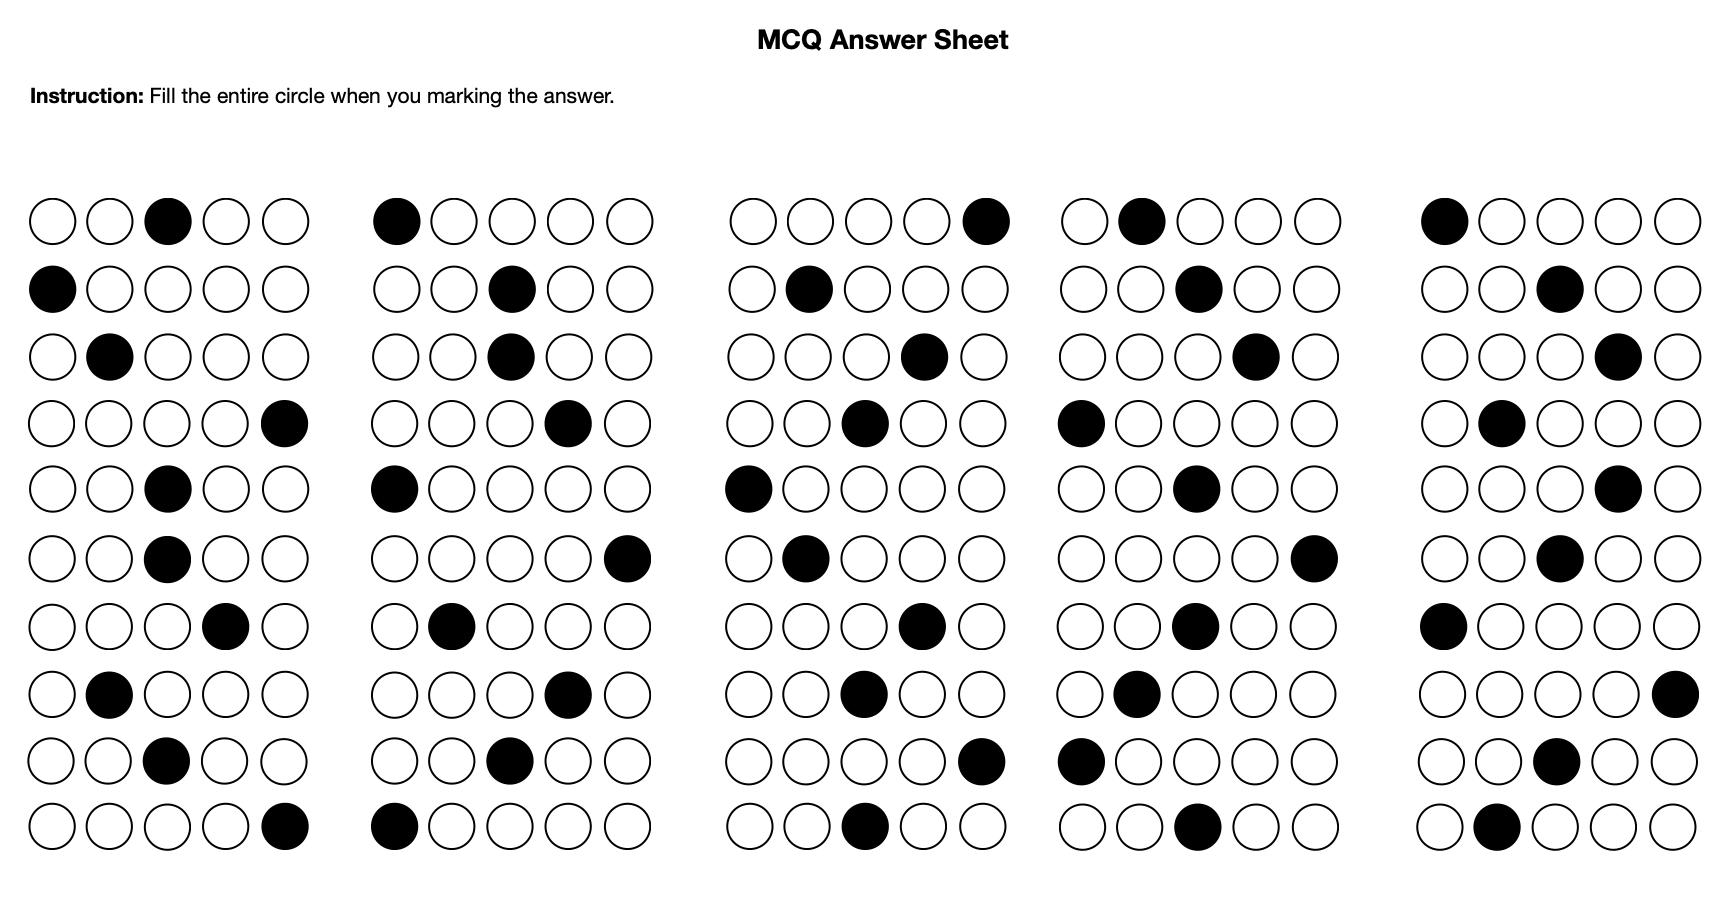 MCQ Answer Sheet
Instruction: Fill the entire circle when you marking the answer.